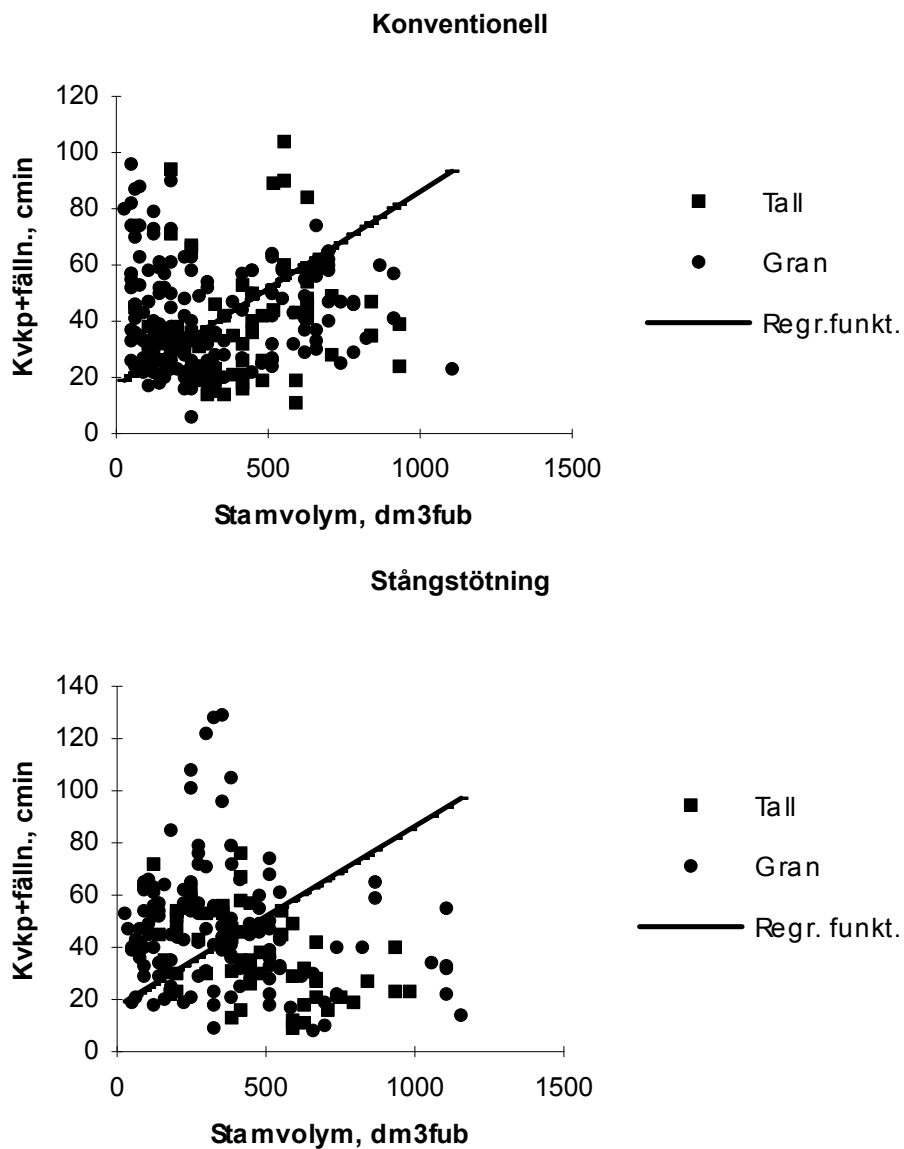 Konventionell
120
100
80
60
40
20
0
Kvkp+fälln., cmin
0 500 1000 1500
Stamvolym, dm3fub
Tall
Gran
Regr.funkt.
Stångstötning
140
120
100
80
60
40
20
0
Kvkp+fälln., cmin
0 500 1000 1500
Stamvolym, dm3fub
Tall
Gran
Regr. funkt.